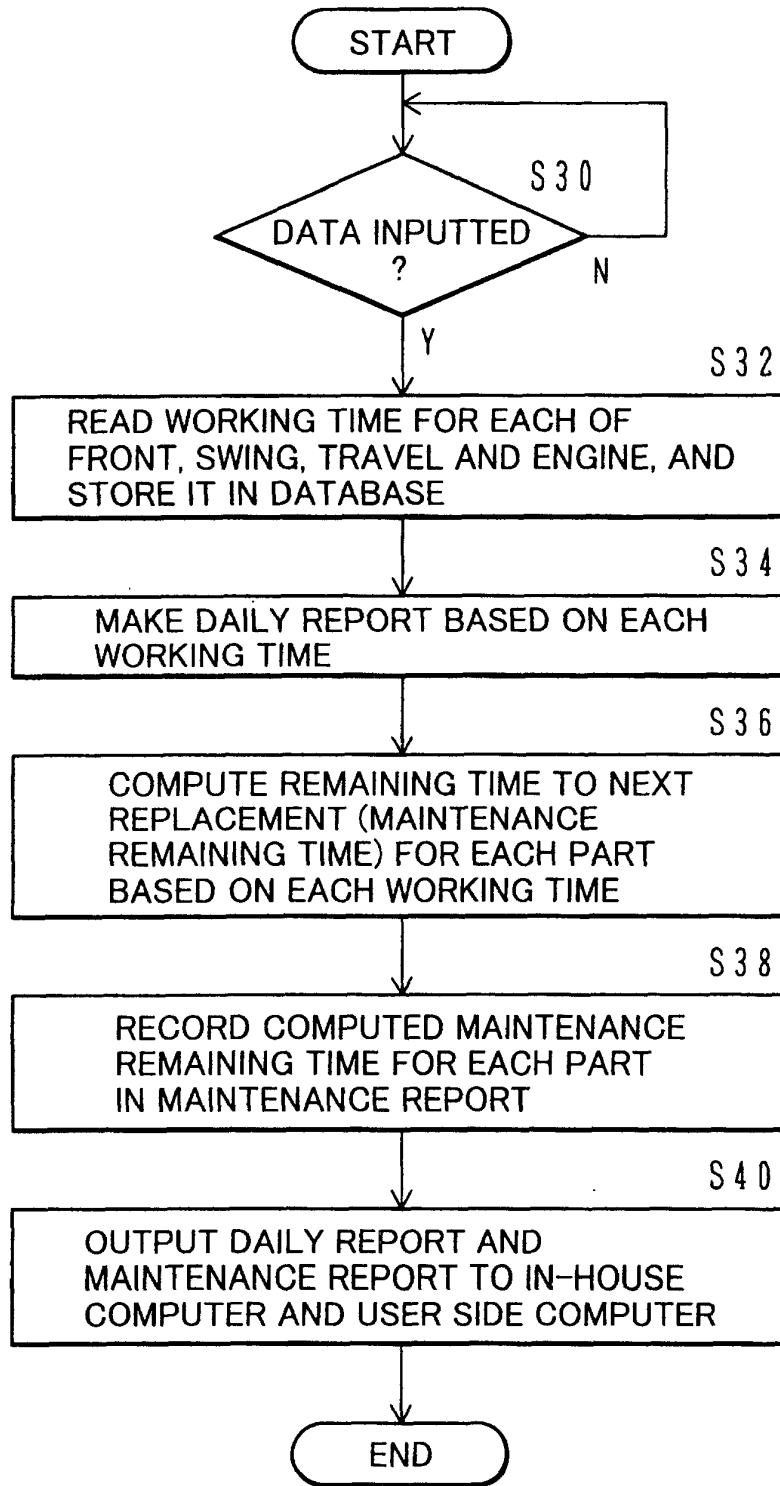 START
S30
DATA INPUTTED
?
N
Y
S32
READ WORKING TIME FOR EACH OF
FRONT, SWING, TRAVEL AND ENGINE, AND
STORE IT IN DATABASE
S34
MAKE DAILY REPORT BASED ON EACH
WORKING TIME
S36
COMPUTE REMAINING TIME TO NEXT
REPLACEMENT (MAINTENANCE
REMAINING TIME) FOR EACH PART
BASED ON EACH WORKING TIME
S38
RECORD COMPUTED MAINTENANCE
REMAINING TIME FOR EACH PART
IN MAINTENANCE REPORT
S40
OUTPUT DAILY REPORT AND
MAINTENANCE REPORT TO IN-HOUSE
COMPUTER AND USER SIDE COMPUTER
END